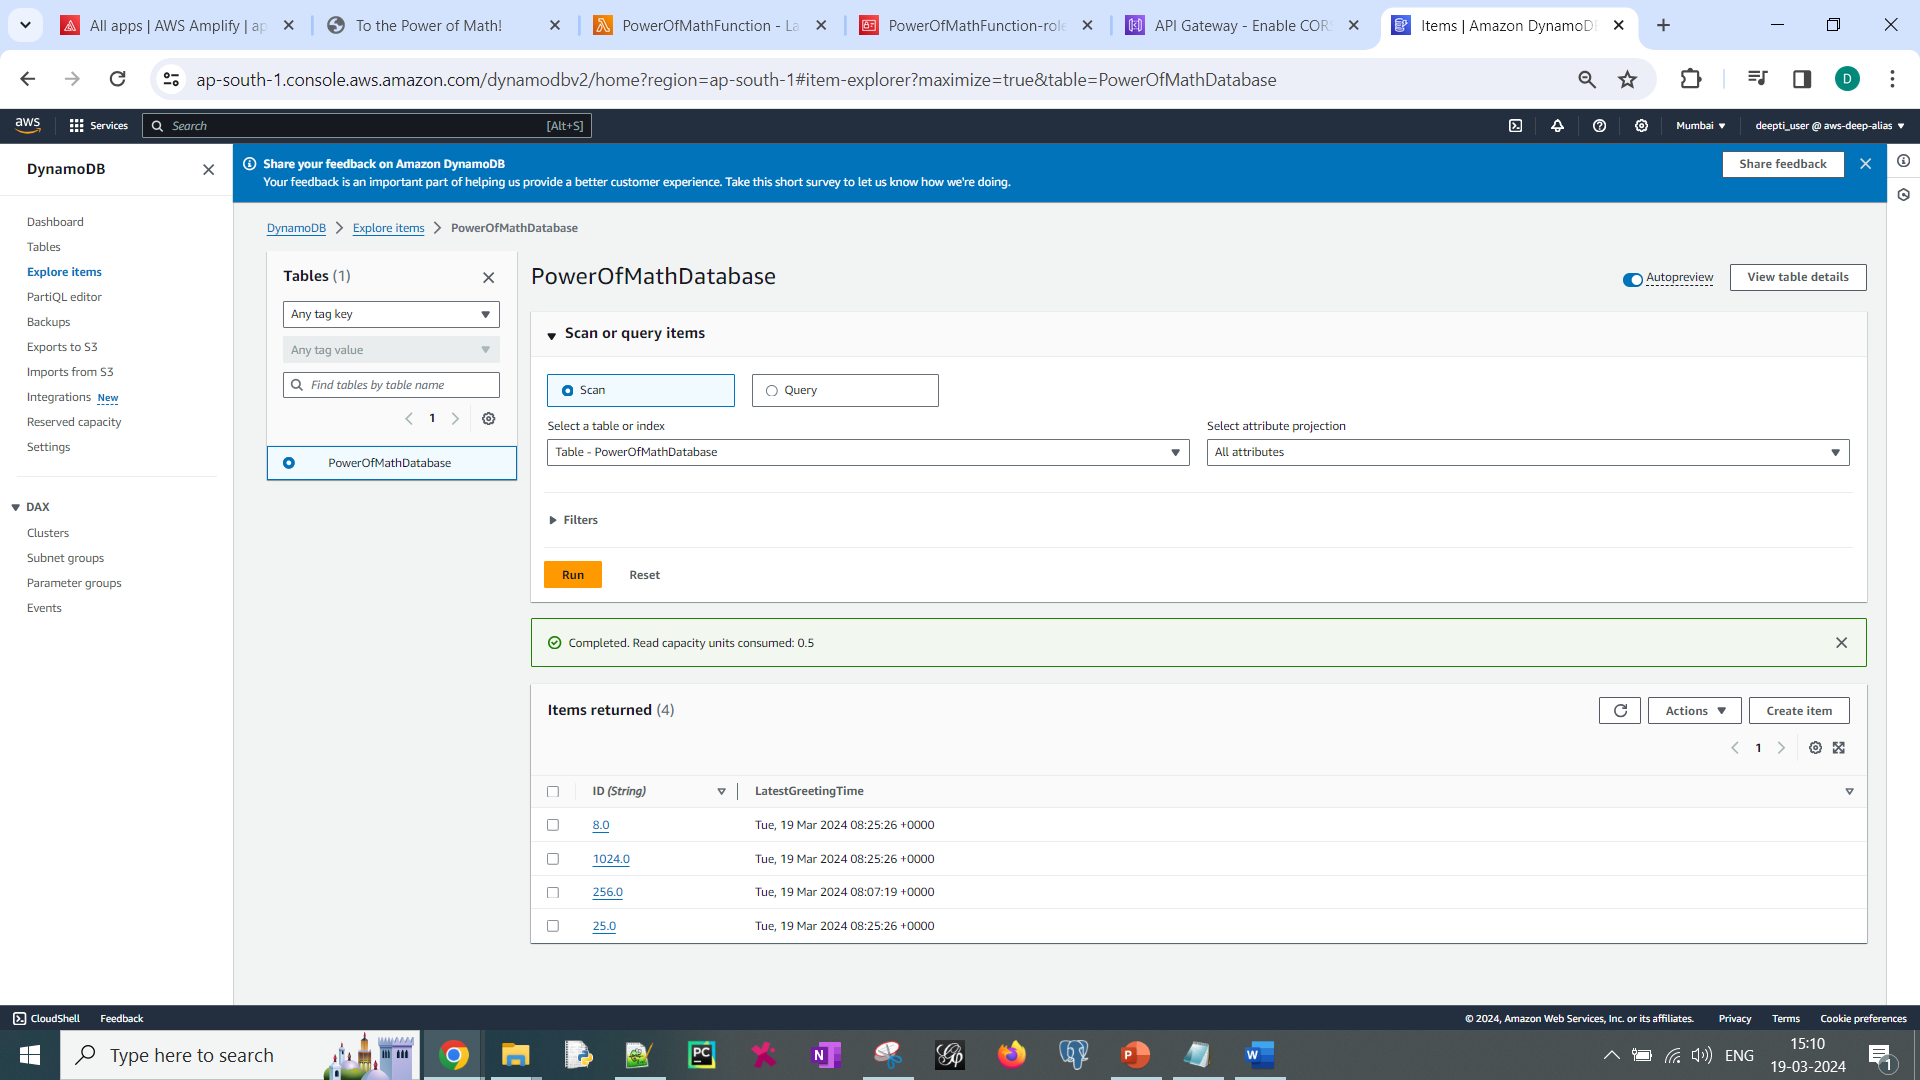 All apps | AWS Amplify | ap
To the Power of Math!
PowerOfMathFunction - La
PowerOfMathFunction-role
API Gateway - Enable CORS
Items | Amazon DynamoDB
ap-south-1.console.aws.amazon.com/dynamodbv2/home?region=ap-south-1#item-explorer?maximize=true&table=PowerOfMathDatabase
D
aws
Services
Search
[Alt+S]
Mumbai
deepti_user @ aws-deep-alias
DynamoDB
Share your feedback on Amazon DynamoDB
Your feedback is an important part of helping us provide a better customer experience. Take this short survey to let us know how we're doing.
Share feedback
Dashboard
Tables
Explore items
PartiQL editor
Backups
Exports to S3
Imports from S3
Integrations New
Reserved capacity
Settings
DAX
Clusters
Subnet groups
Parameter groups
Events
DynamoDB
Explore items
PowerOfMathDatabase
Tables (1)
Any tag key
Any tag value
Find tables by table name
1
PowerOfMathDatabase
PowerOfMathDatabase
Autopreview
View table details
Scan or query items
Scan
Query
Select a table or index
Table - PowerOfMathDatabase
Select attribute projection
All attributes
Filters
Run
Reset
Completed. Read capacity units consumed: 0.5
Items returned (4)
Actions
Create item
1
ID (String)
LatestGreetingTime
8.0
Tue, 19 Mar 2024 08:25:26 +0000
1024.0
Tue, 19 Mar 2024 08:25:26 +0000
256.0
Tue, 19 Mar 2024 08:07:19 +0000
25.0
Tue, 19 Mar 2024 08:25:26 +0000
CloudShell
Feedback
© 2024, Amazon Web Services, Inc. or its affiliates.
Privacy
Terms
Cookie preferences
Type here to search
PC
N
P
W
ENG
15:10
19-03-2024
1